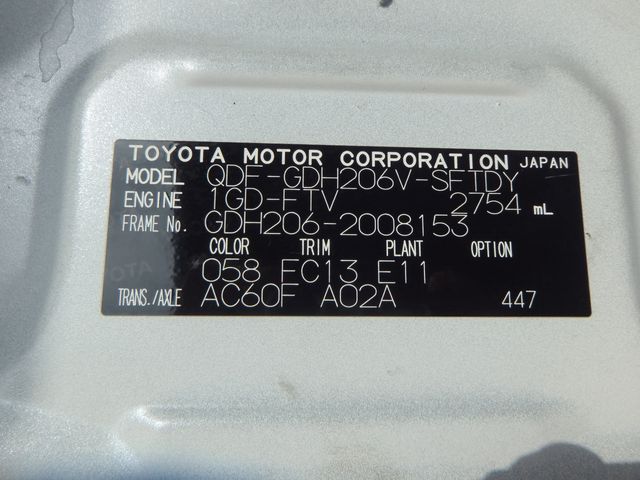 TOYOTA MOTOR CORPORATION JAPAN
MODEL QDF-GDH206V-SFTDY
ENGINE 1GD-FTV 2754 mL
FRAME No. GDH206-2008153
COLOR TRIM PLANT OPTION
058 FC13 E11
TRANS./AXLE AC60F A02A 447